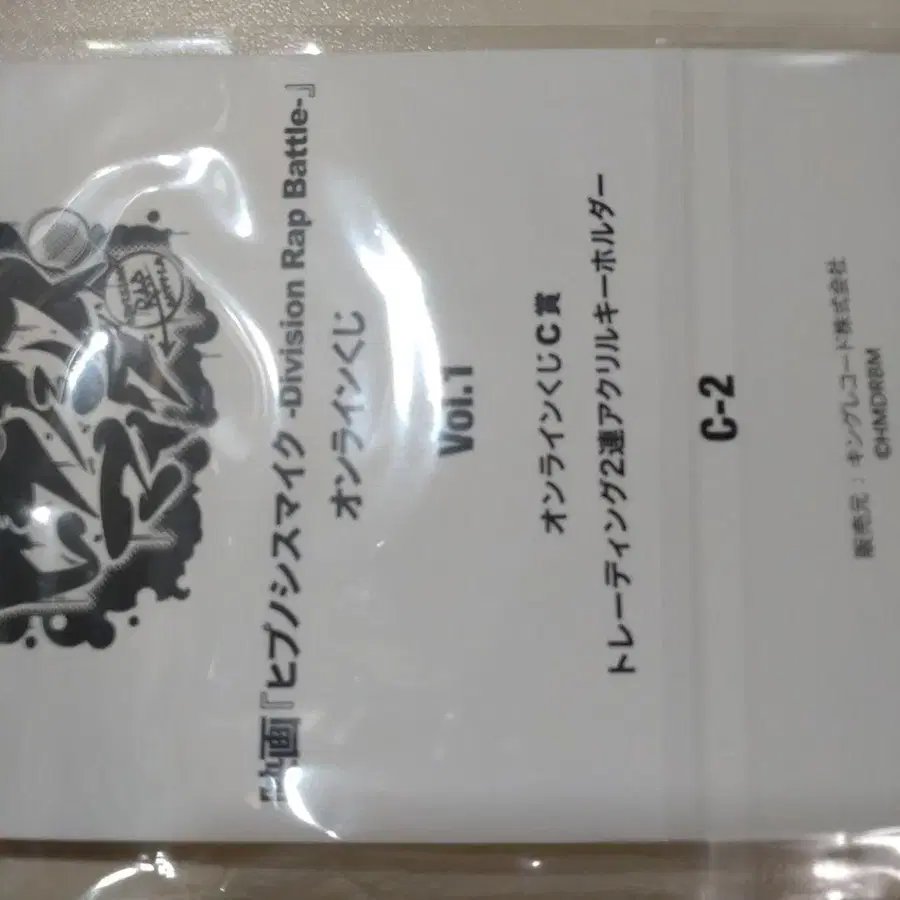 映画『ヒプノシスマイク -Division Rap Battle-』
オンラインくじ
Vol.1
オンラインくじC賞
トレーディング2連アクリルキーホルダー
C-2
販売元：キングレコード株式会社
©HMDRBM